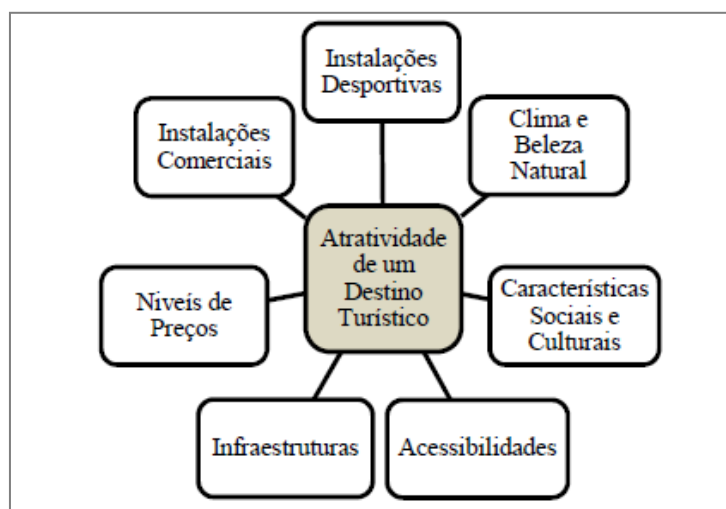 Instalações
Desportivas
Clima e
Beleza
Natural
Características
Sociais e
Culturais
Acessibilidades
Infraestruturas
Nivéis de
Preços
Instalações
Comerciais
Atratividade
de um
Destino
Turístico